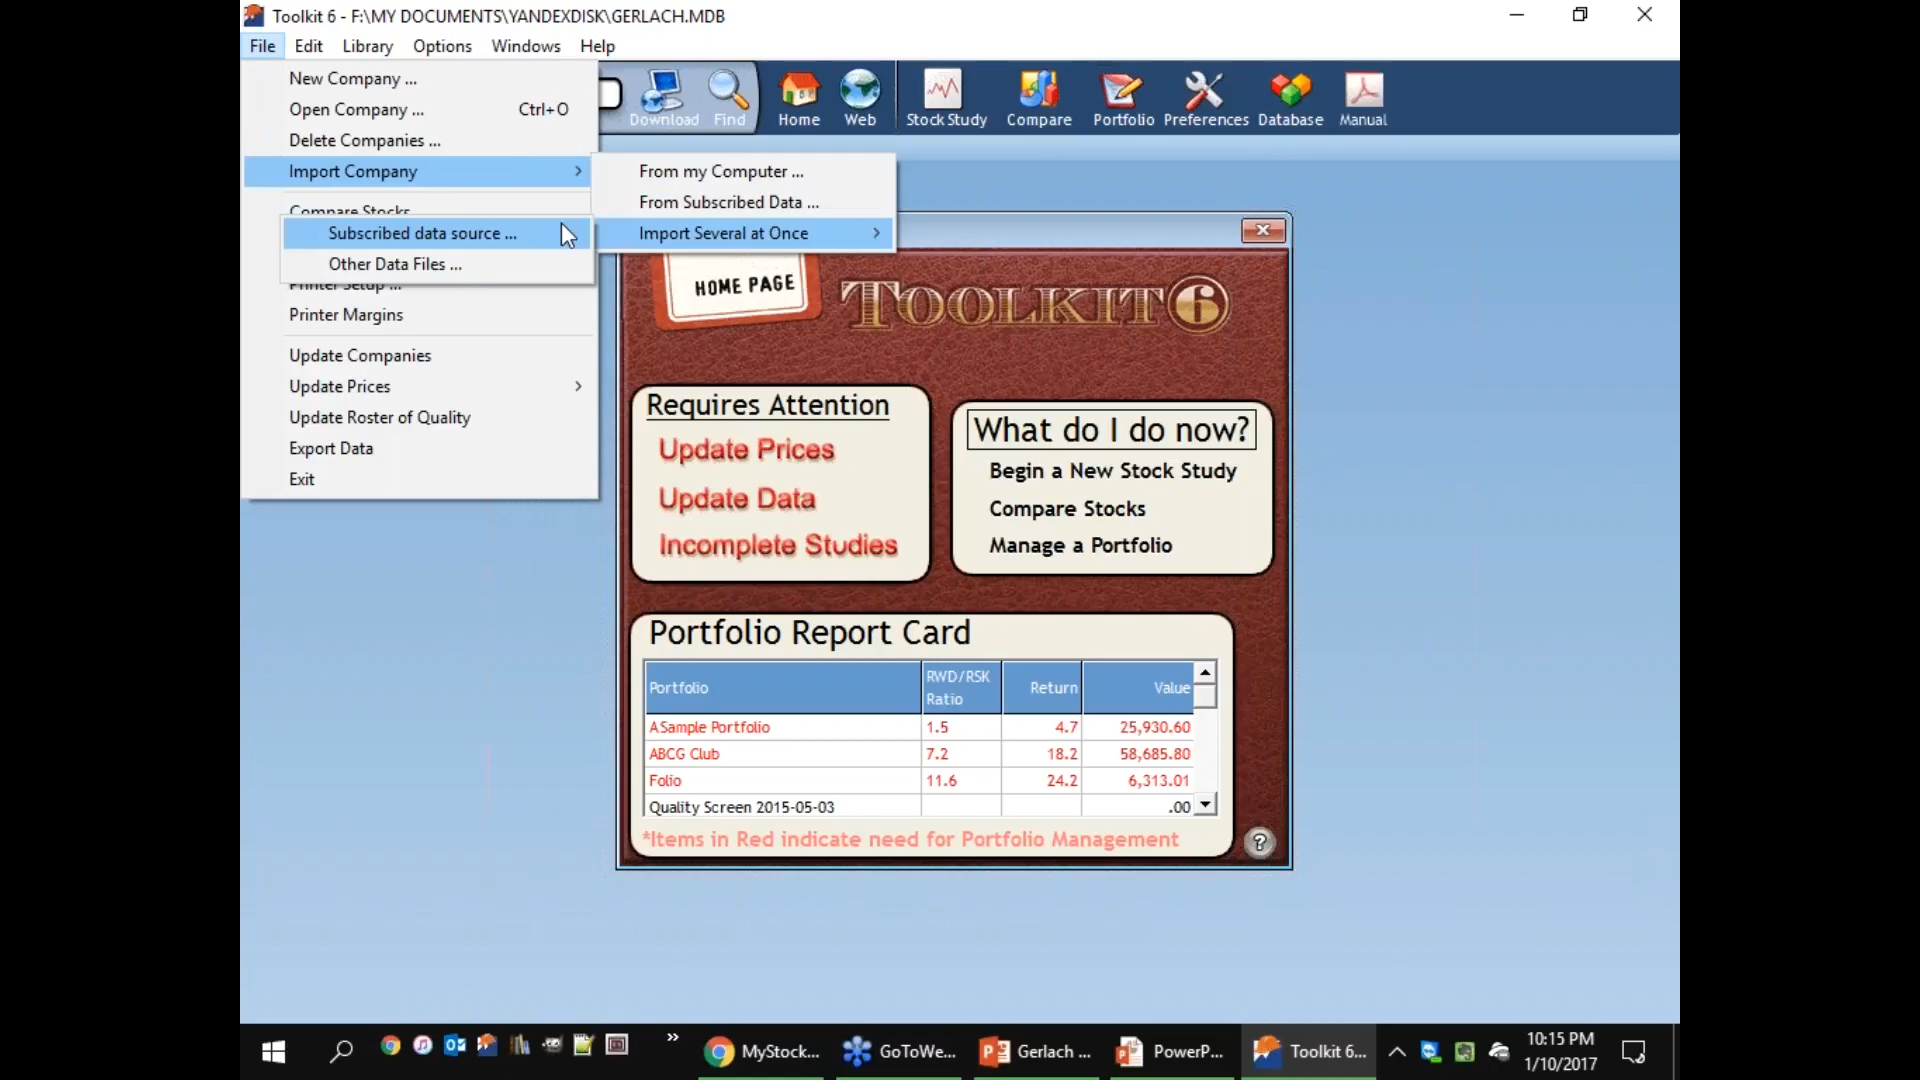 Toolkit 6 - F:\MY DOCUMENTS\YANDEXDISK\GERLACH.MDB
File Edit Library Options Windows Help
New Company ...
Open Company ... Ctrl+O
Delete Companies ...
Import Company
Compare Stocks
Printer Setup ...
Printer Margins
Update Companies
Update Prices
Update Roster of Quality
Export Data
Exit
From my Computer ...
From Subscribed Data ...
Import Several at Once
Subscribed data source ...
Other Data Files ...
Download Find Home Web Stock Study Compare Portfolio Preferences Database Manual
HOME PAGE
TOOLKIT 6
Requires Attention
Update Prices
Update Data
Incomplete Studies
What do I do now?
Begin a New Stock Study
Compare Stocks
Manage a Portfolio
Portfolio Report Card
Portfolio RWD/RSK Ratio Return Value
A Sample Portfolio 1.5 4.7 25,930.60
ABCG Club 7.2 18.2 58,685.80
Folio 11.6 24.2 6,313.01
Quality Screen 2015-05-03 .00
*Items in Red indicate need for Portfolio Management
?
MyStock... GoToWe... Gerlach ... PowerP... Toolkit 6...
10:15 PM
1/10/2017